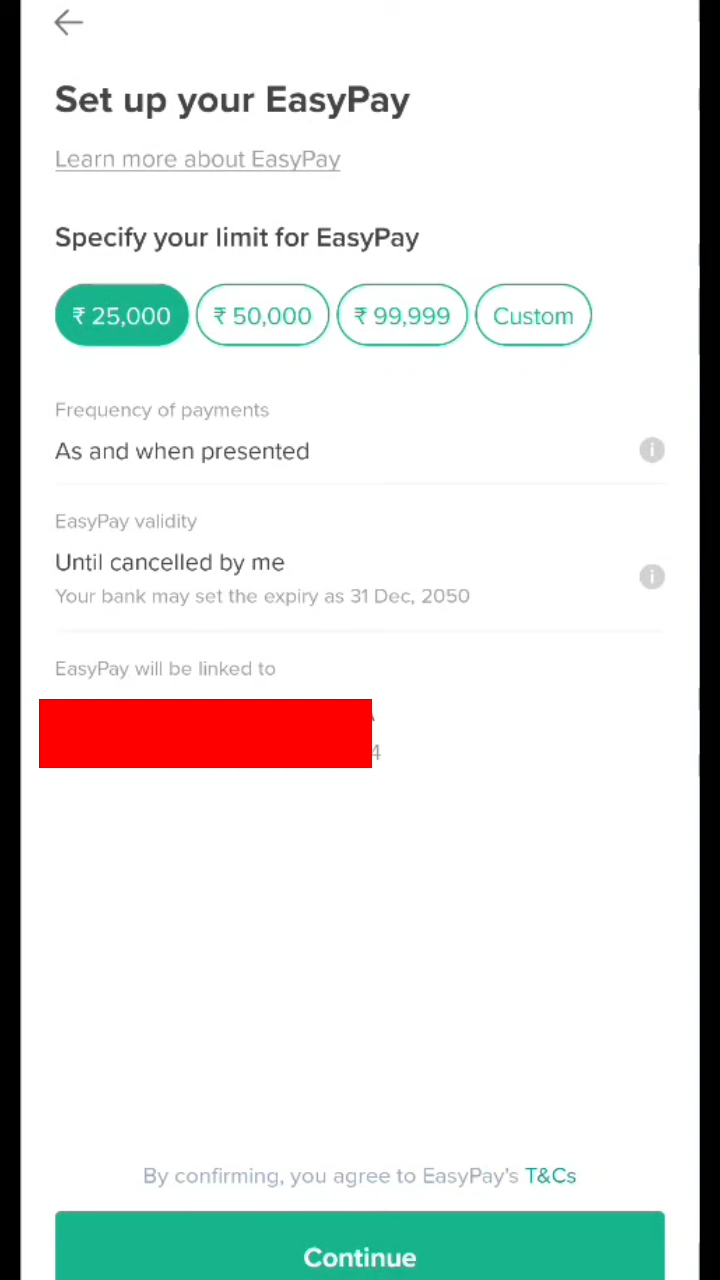 Set up your EasyPay
Learn more about EasyPay
Specify your limit for EasyPay
₹ 25,000 ₹ 50,000 ₹ 99,999 Custom
Frequency of payments
As and when presented
EasyPay validity
Until cancelled by me
Your bank may set the expiry as 31 Dec, 2050
EasyPay will be linked to
4
By confirming, you agree to EasyPay's T&Cs
Continue